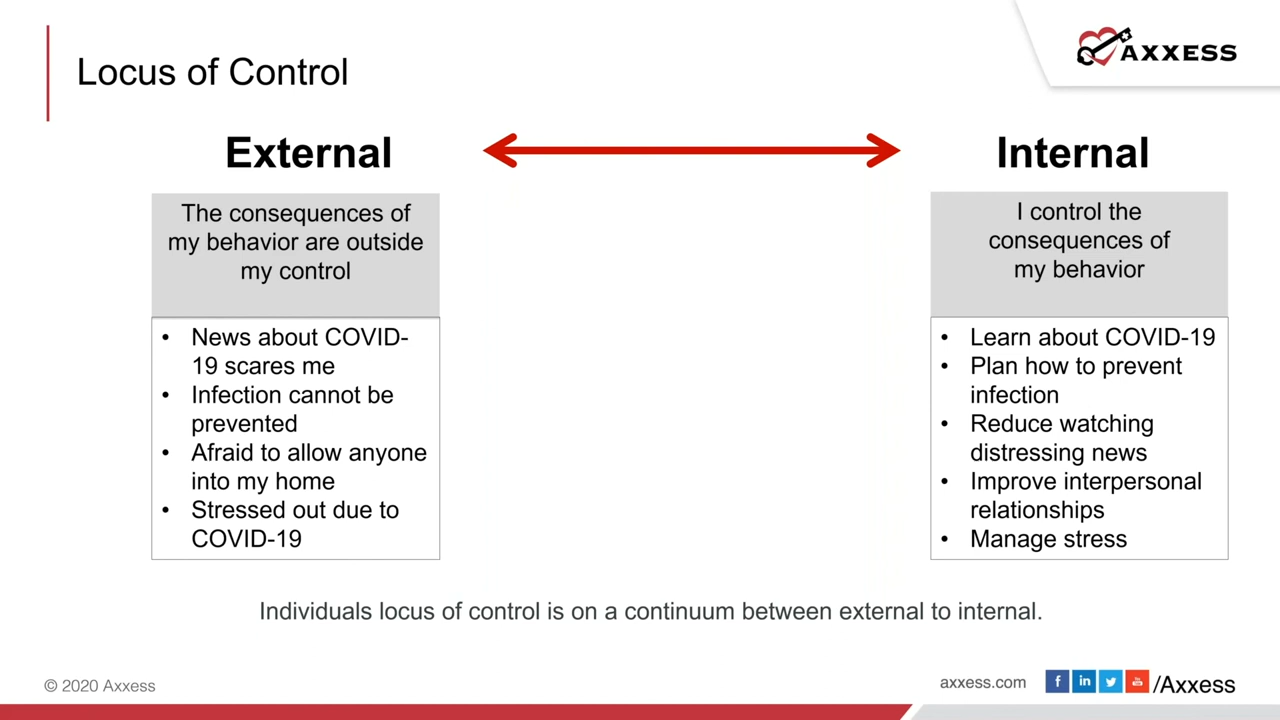 Locus of Control
AXXESS
External
Internal
The consequences of
my behavior are outside
my control
• News about COVID-
19 scares me
• Infection cannot be
prevented
• Afraid to allow anyone
into my home
• Stressed out due to
COVID-19
I control the
consequences of
my behavior
• Learn about COVID-19
• Plan how to prevent
infection
• Reduce watching
distressing news
• Improve interpersonal
relationships
• Manage stress
Individuals locus of control is on a continuum between external to internal.
© 2020 Axxess
axxess.com f in /Axxess